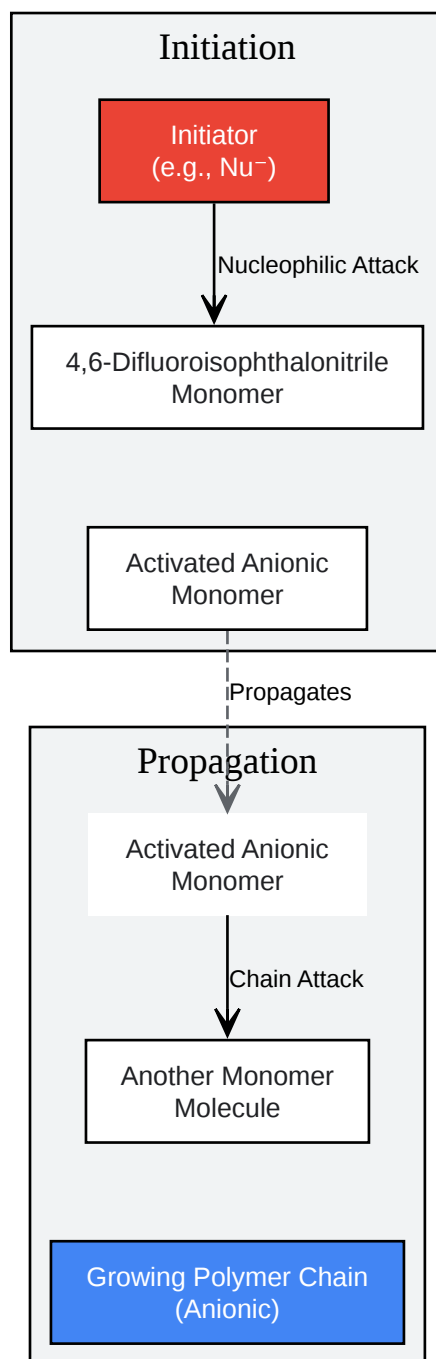 Initiation
Initiator
(e.g., Nu⁻)
Nucleophilic Attack
4,6-Difluoroisophthalonitrile
Monomer
Activated Anionic
Monomer
Propagates
Propagation
Activated Anionic
Monomer
Chain Attack
Another Monomer
Molecule
Growing Polymer Chain
(Anionic)